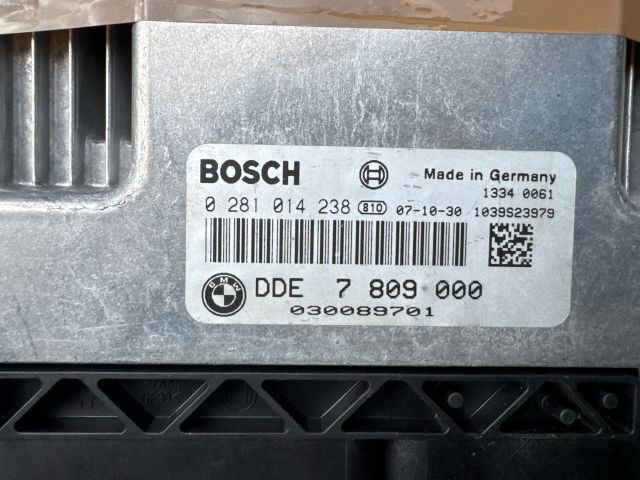 BOSCH Made in Germany
1334 0061
0 281 014 238 810 07-10-30 1039S23979
BMW DDE 7 809 000
030089701